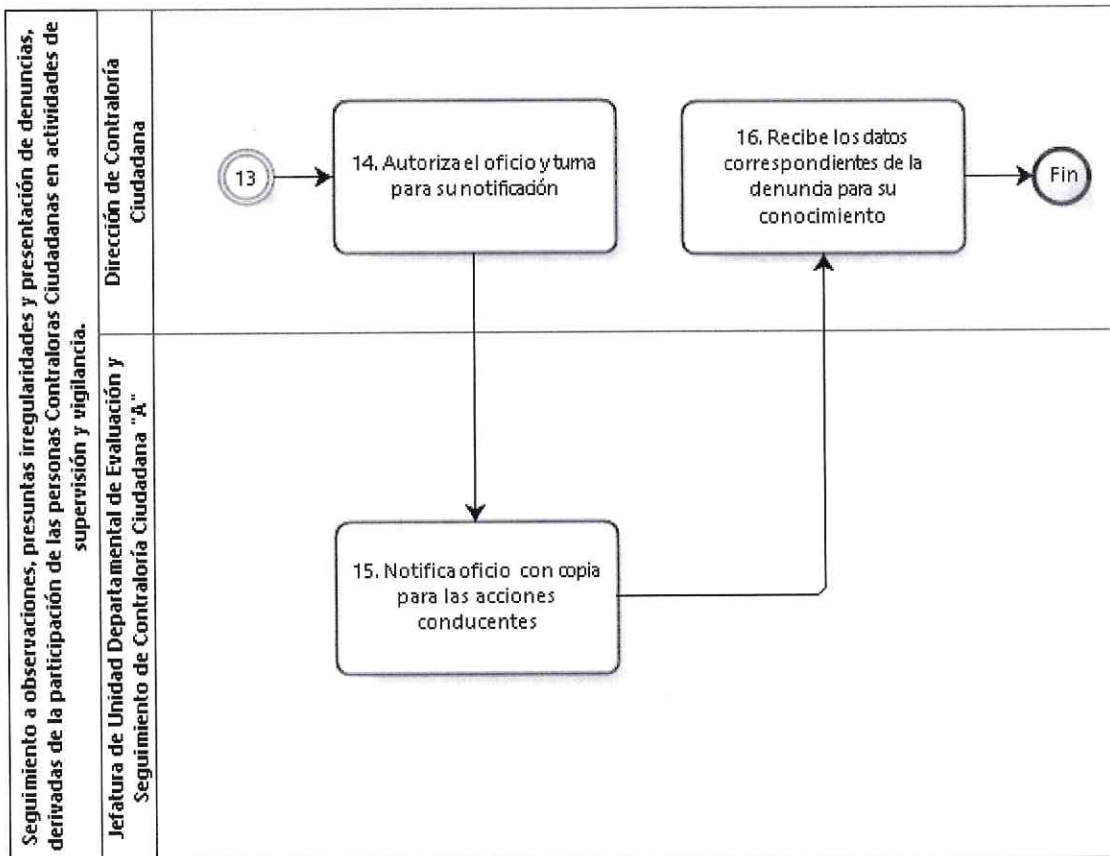 Seguimiento a observaciones, presuntas irregularidades y presentación de denuncias,
derivadas de la participación de las personas Contraloras Ciudadanas en actividades de
supervisión y vigilancia.
Dirección de Contraloría
Ciudadana
13
14. Autoriza el oficio y turna
para su notificación
16. Recibe los datos
correspondientes de la
denuncia para su
conocimiento
Fin
Jefatura de Unidad Departamental de Evaluación y
Seguimiento de Contraloría Ciudadana "A"
15. Notifica oficio con copia
para las acciones
conducentes